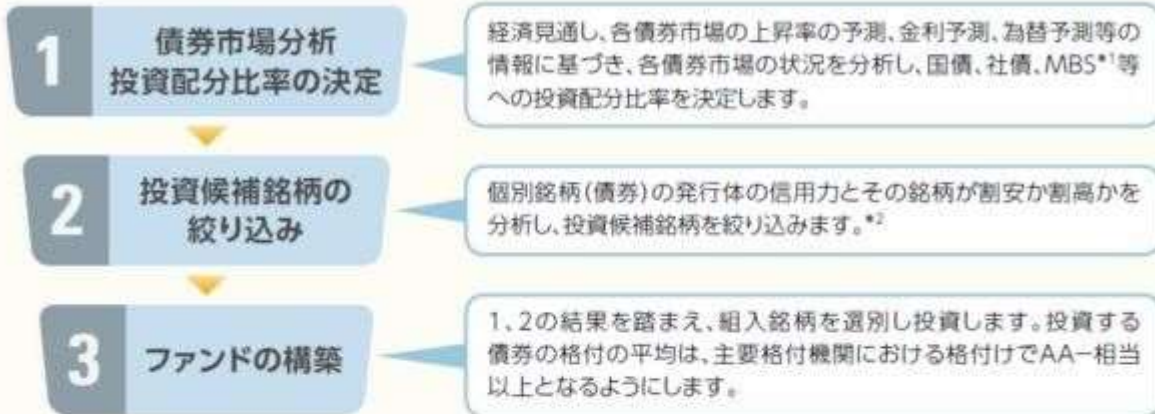 1
債券市場分析
投資配分比率の決定
経済見通し、各債券市場の上昇率の予測、金利予測、為替予測等の
情報に基づき、各債券市場の状況を分析し、国債、社債、MBS*1等
への投資配分比率を決定します。
2
投資候補銘柄の
絞り込み
個別銘柄(債券)の発行体の信用力とその銘柄が割安か割高かを
分析し、投資候補銘柄を絞り込みます。*2
3
ファンドの構築
1、2の結果を踏まえ、組入銘柄を選別し投資します。投資する
債券の格付の平均は、主要格付機関における格付けでAA−相当
以上となるようにします。